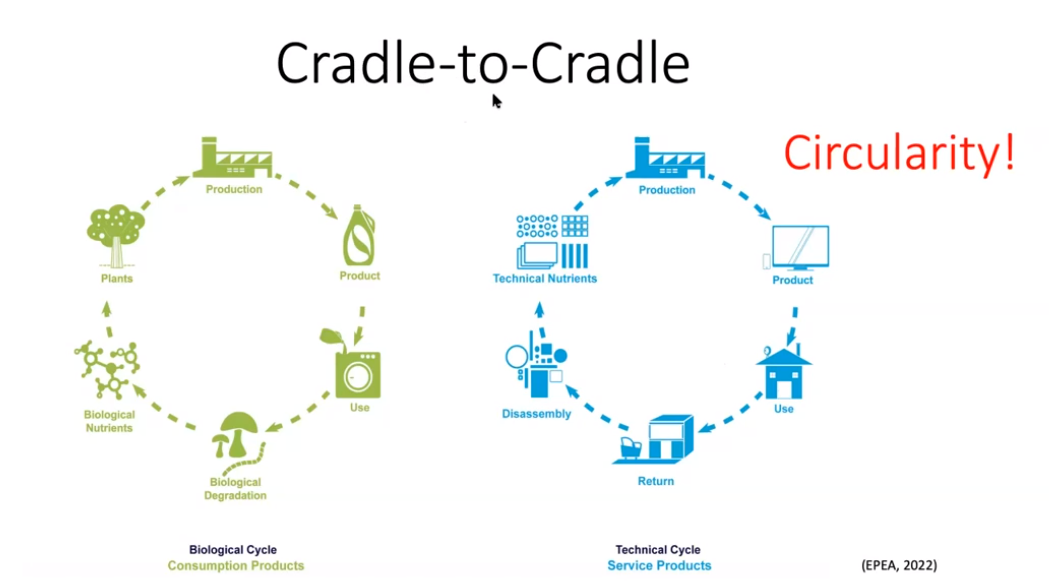 Cradle-to-Cradle
Circularity!
Production
Product
Use
Biological
Degradation
Biological
Nutrients
Plants
Biological Cycle
Consumption Products
Production
Product
Use
Return
Disassembly
Technical Nutrients
Technical Cycle
Service Products
(EPEA, 2022)